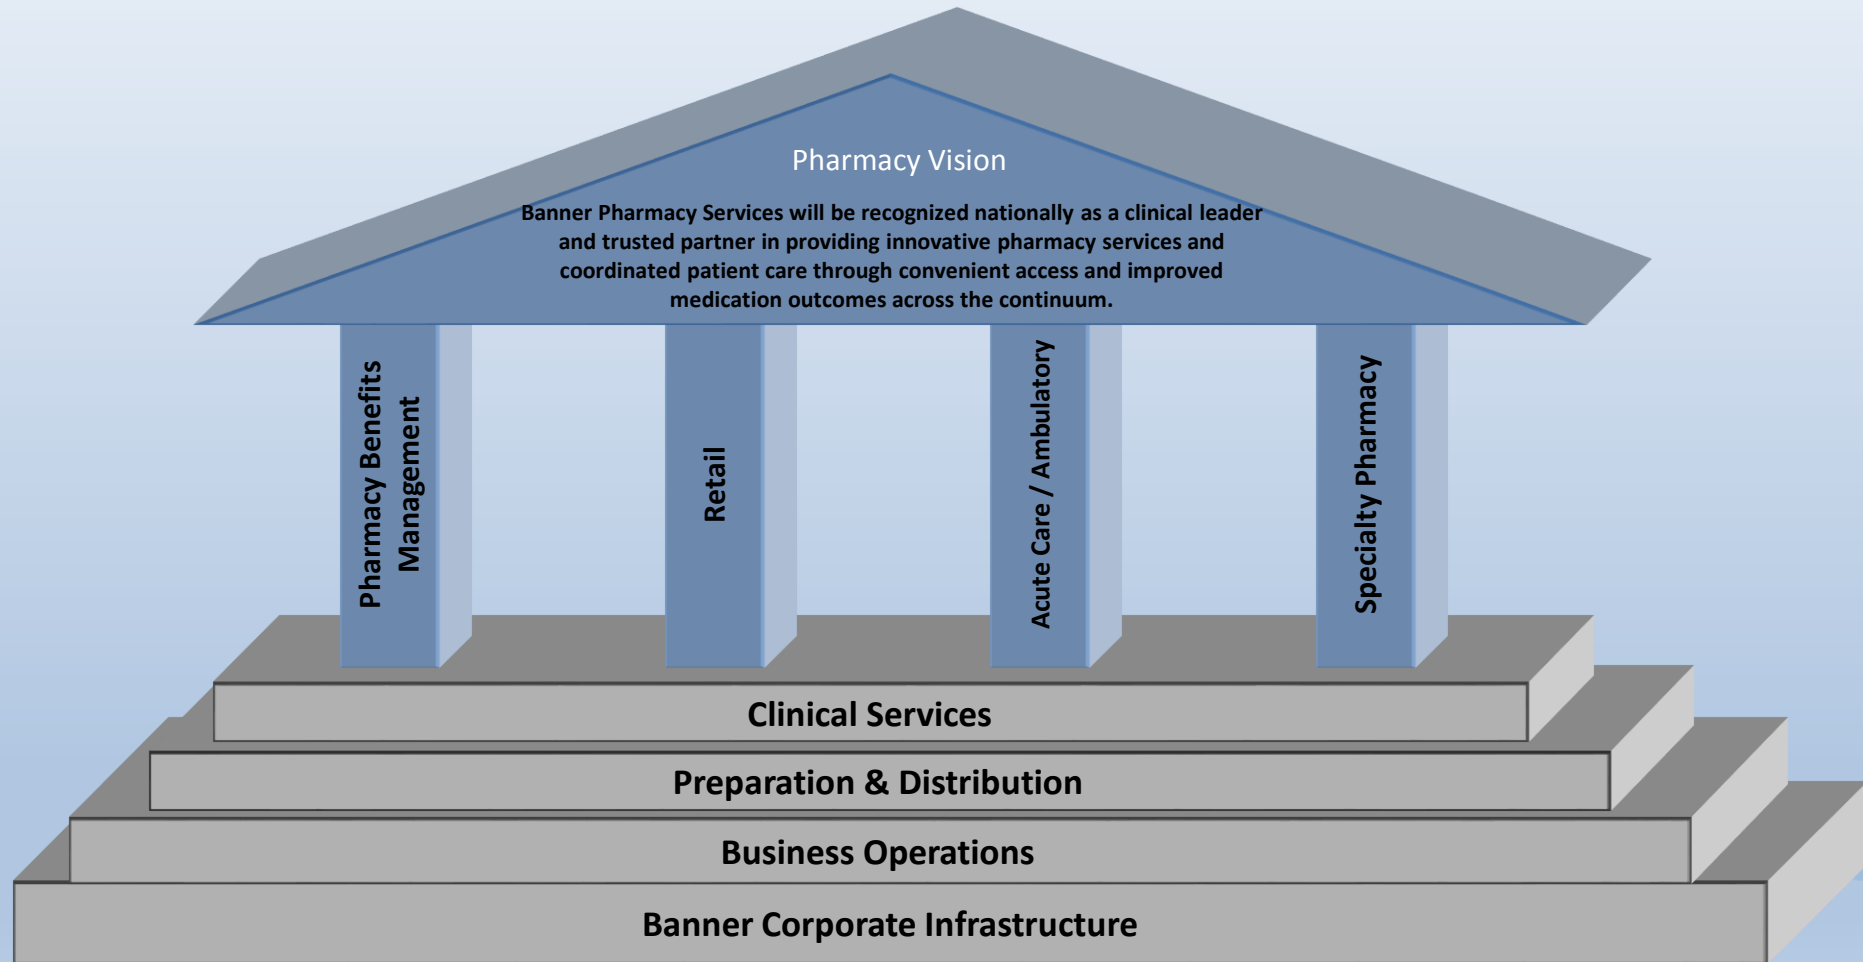 Pharmacy Vision
Banner Pharmacy Services will be recognized nationally as a clinical leader
and trusted partner in providing innovative pharmacy services and
coordinated patient care through convenient access and improved
medication outcomes across the continuum.
Pharmacy Benefits
Management
Retail
Acute Care / Ambulatory
Specialty Pharmacy
Clinical Services
Preparation & Distribution
Business Operations
Banner Corporate Infrastructure